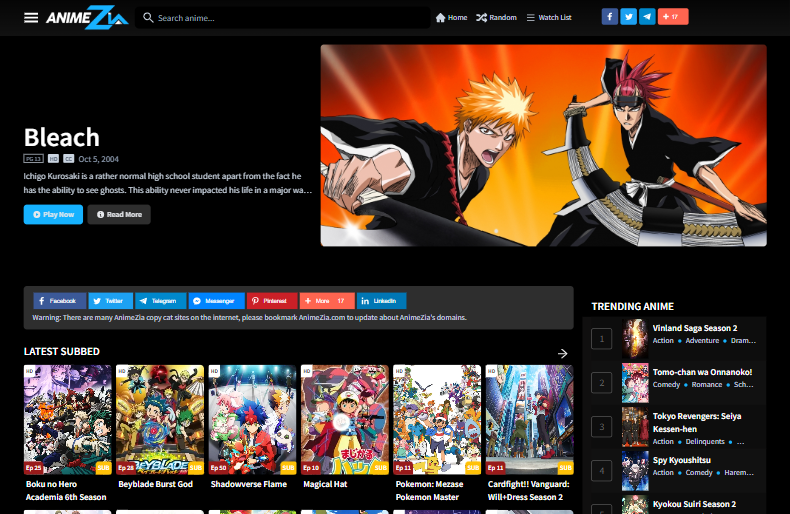 ANIMEZia
Search anime...
Home
Random
Watch List
17
Bleach
PG 13 HD CC Oct 5, 2004
Ichigo Kurosaki is a rather normal high school student apart from the fact he
has the ability to see ghosts. This ability never impacted his life in a major wa...
Play Now
Read More
Facebook
Twitter
Telegram
Messenger
Pinterest
More 17
LinkedIn
Warning: There are many AnimeZia copy cat sites on the internet, please bookmark AnimeZia.com to update about AnimeZia's domains.
LATEST SUBBED
HD
Ep 25 SUB
Boku no Hero
Academia 6th Season
HD
BEYBLADE
Ep 28 SUB
Beyblade Burst God
HD
Ep 50 SUB
Shadowverse Flame
HD
Ep 10 SUB
Magical Hat
HD
Ep 11 SUB
Pokemon: Mezase
Pokemon Master
HD
Ep 11 SUB
Cardfight!! Vanguard:
Will+Dress Season 2
TRENDING ANIME
1
Vinland Saga Season 2
Action • Adventure • Dram...
2
Tomo-chan wa Onnanoko!
Comedy • Romance • Sch...
3
Tokyo Revengers: Seiya
Kessen-hen
Action • Delinquents • ...
4
Spy Kyoushitsu
Action • Comedy • Harem...
Kyokou Suiri Season 2